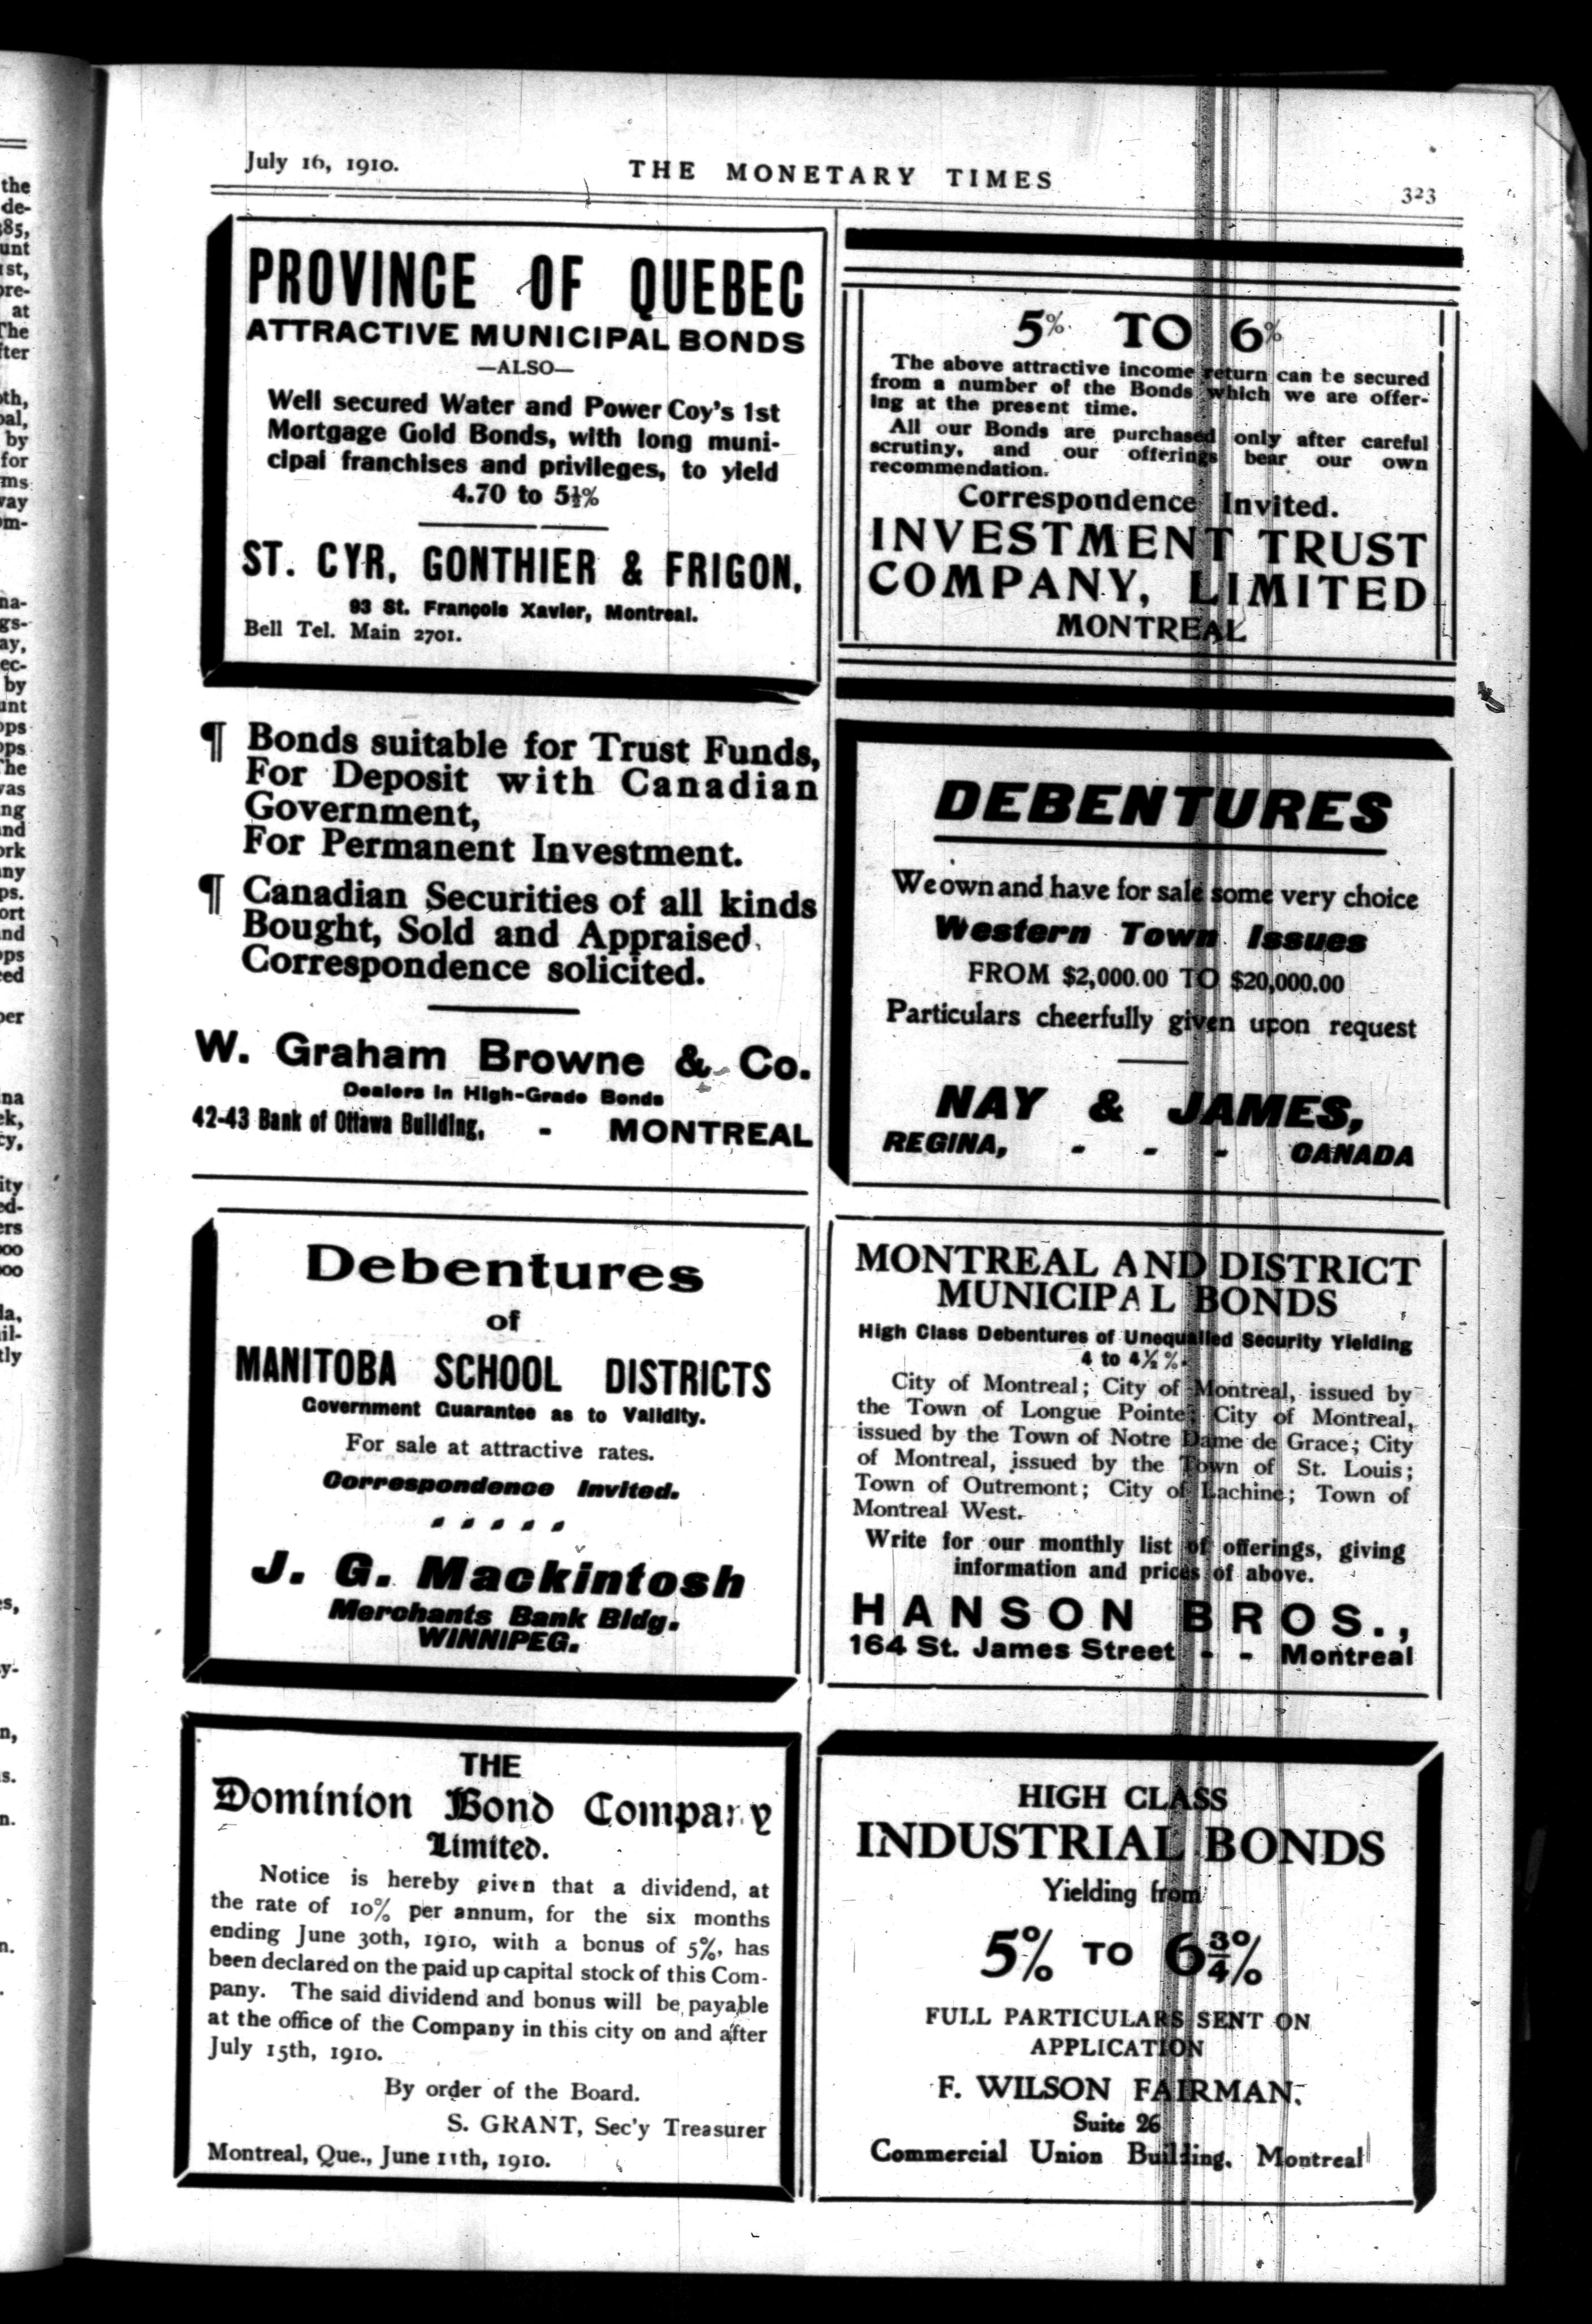 July 16, 1910.
THE MONETARY TIMES
323
PROVINCE OF QUEBEC
ATTRACTIVE MUNICIPAL BONDS
—ALSO—
Well secured Water and Power Coy's 1st
Mortgage Gold Bonds, with long muni-
cipal franchises and privileges, to yield
4.70 to 5½%
ST. CYR, GONTHIER & FRIGON,
93 St. François Xavier, Montreal.
Bell Tel. Main 2701.
¶ Bonds suitable for Trust Funds,
For Deposit with Canadian
Government,
For Permanent Investment.
¶ Canadian Securities of all kinds
Bought, Sold and Appraised.
Correspondence solicited.
W. Graham Browne & Co.
Dealers in High-Grade Bonds
42-43 Bank of Ottawa Building, - MONTREAL
Debentures
of
MANITOBA SCHOOL DISTRICTS
Government Guarantee as to Validity.
For sale at attractive rates.
Correspondence Invited.
J. G. Mackintosh
Merchants Bank Bldg.
WINNIPEG.
THE
Dominion Bond Company
Limited.
Notice is hereby given that a dividend, at
the rate of 10% per annum, for the six months
ending June 30th, 1910, with a bonus of 5%, has
been declared on the paid up capital stock of this Com-
pany. The said dividend and bonus will be payable
at the office of the Company in this city on and after
July 15th, 1910.
By order of the Board.
S. GRANT, Sec'y Treasurer
Montreal, Que., June 11th, 1910.
5% TO 6%
The above attractive income return can be secured
from a number of the Bonds which we are offer-
ing at the present time.
All our Bonds are purchased only after careful
scrutiny, and our offerings bear our own
recommendation.
Correspondence Invited.
INVESTMENT TRUST
COMPANY, LIMITED
MONTREAL
DEBENTURES
We own and have for sale some very choice
Western Town Issues
FROM $2,000.00 TO $20,000.00
Particulars cheerfully given upon request
NAY & JAMES,
REGINA, - - - CANADA
MONTREAL AND DISTRICT
MUNICIPAL BONDS
High Class Debentures of Unequalled Security Yielding
4 to 4½%.
City of Montreal; City of Montreal, issued by
the Town of Longue Pointe; City of Montreal,
issued by the Town of Notre Dame de Grace; City
of Montreal, issued by the Town of St. Louis;
Town of Outremont; City of Lachine; Town of
Montreal West.
Write for our monthly list of offerings, giving
information and prices of above.
HANSON BROS.,
164 St. James Street - - Montreal
HIGH CLASS
INDUSTRIAL BONDS
Yielding from
5% TO 6¾%
FULL PARTICULARS SENT ON
APPLICATION
F. WILSON FAIRMAN,
Suite 26
Commercial Union Building, Montreal